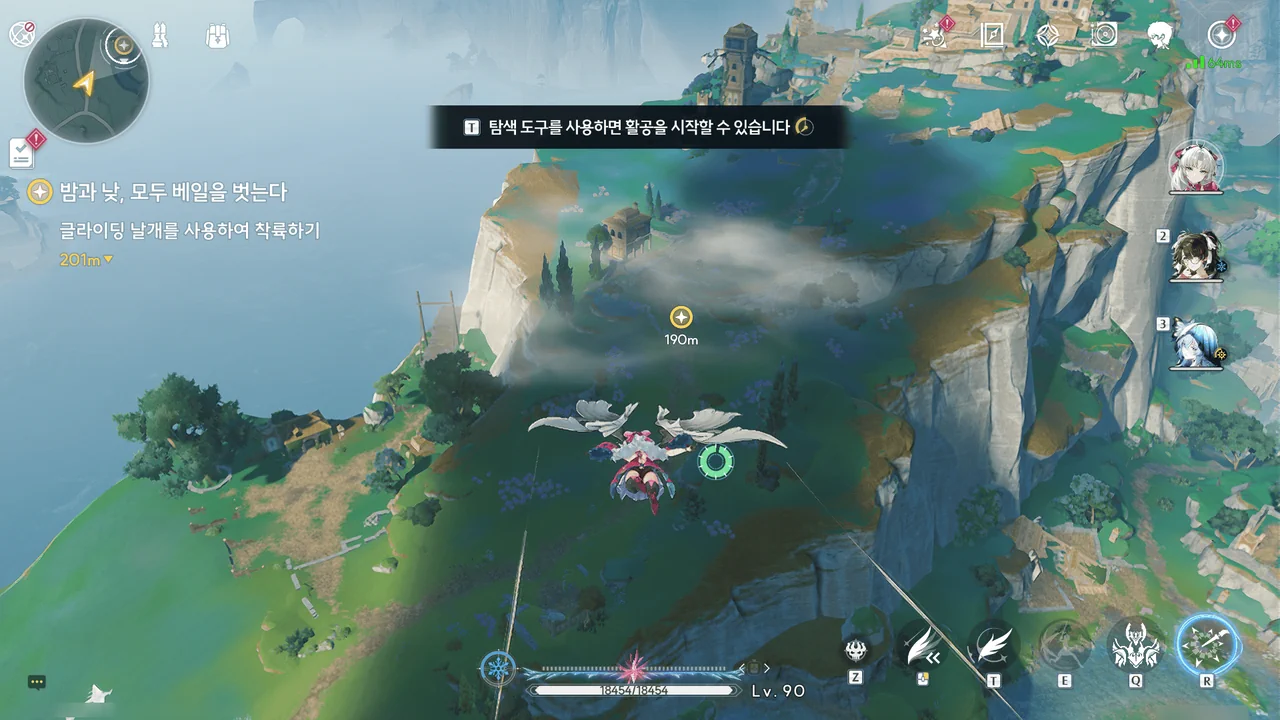 64ms
T 탐색 도구를 사용하면 활공을 시작할 수 있습니다
밤과 낮, 모두 베일을 벗는다
글라이딩 날개를 사용하여 착륙하기
201m
190m
2
3
18454/18454
Lv. 90
Z
T
E
Q
R